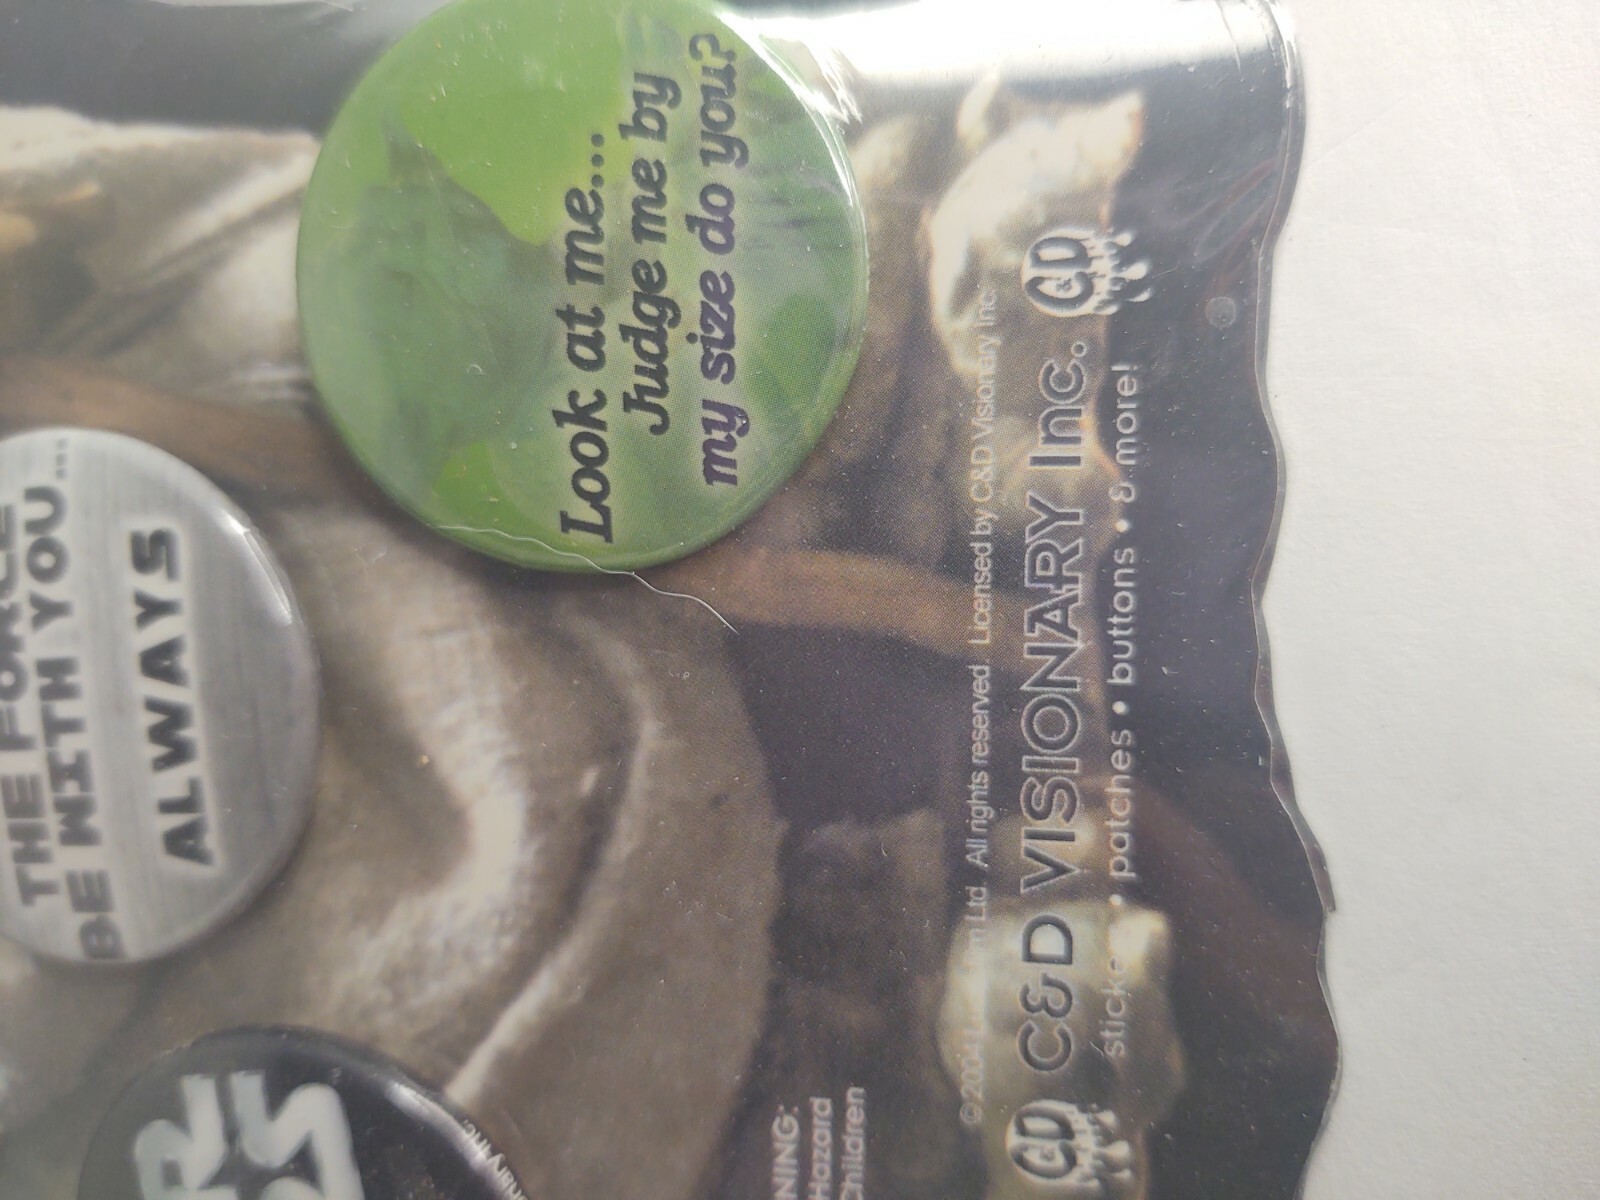 Look at me...
Judge me by
my size do you?
THE FORCE
BE WITH YOU...
ALWAYS
Hazard
Children
©2004 Ltd. All rights reserved. Licensed by C&D Visionary Inc.
C&D C&D VISIONARY Inc. C&D
• patches • buttons • & more!